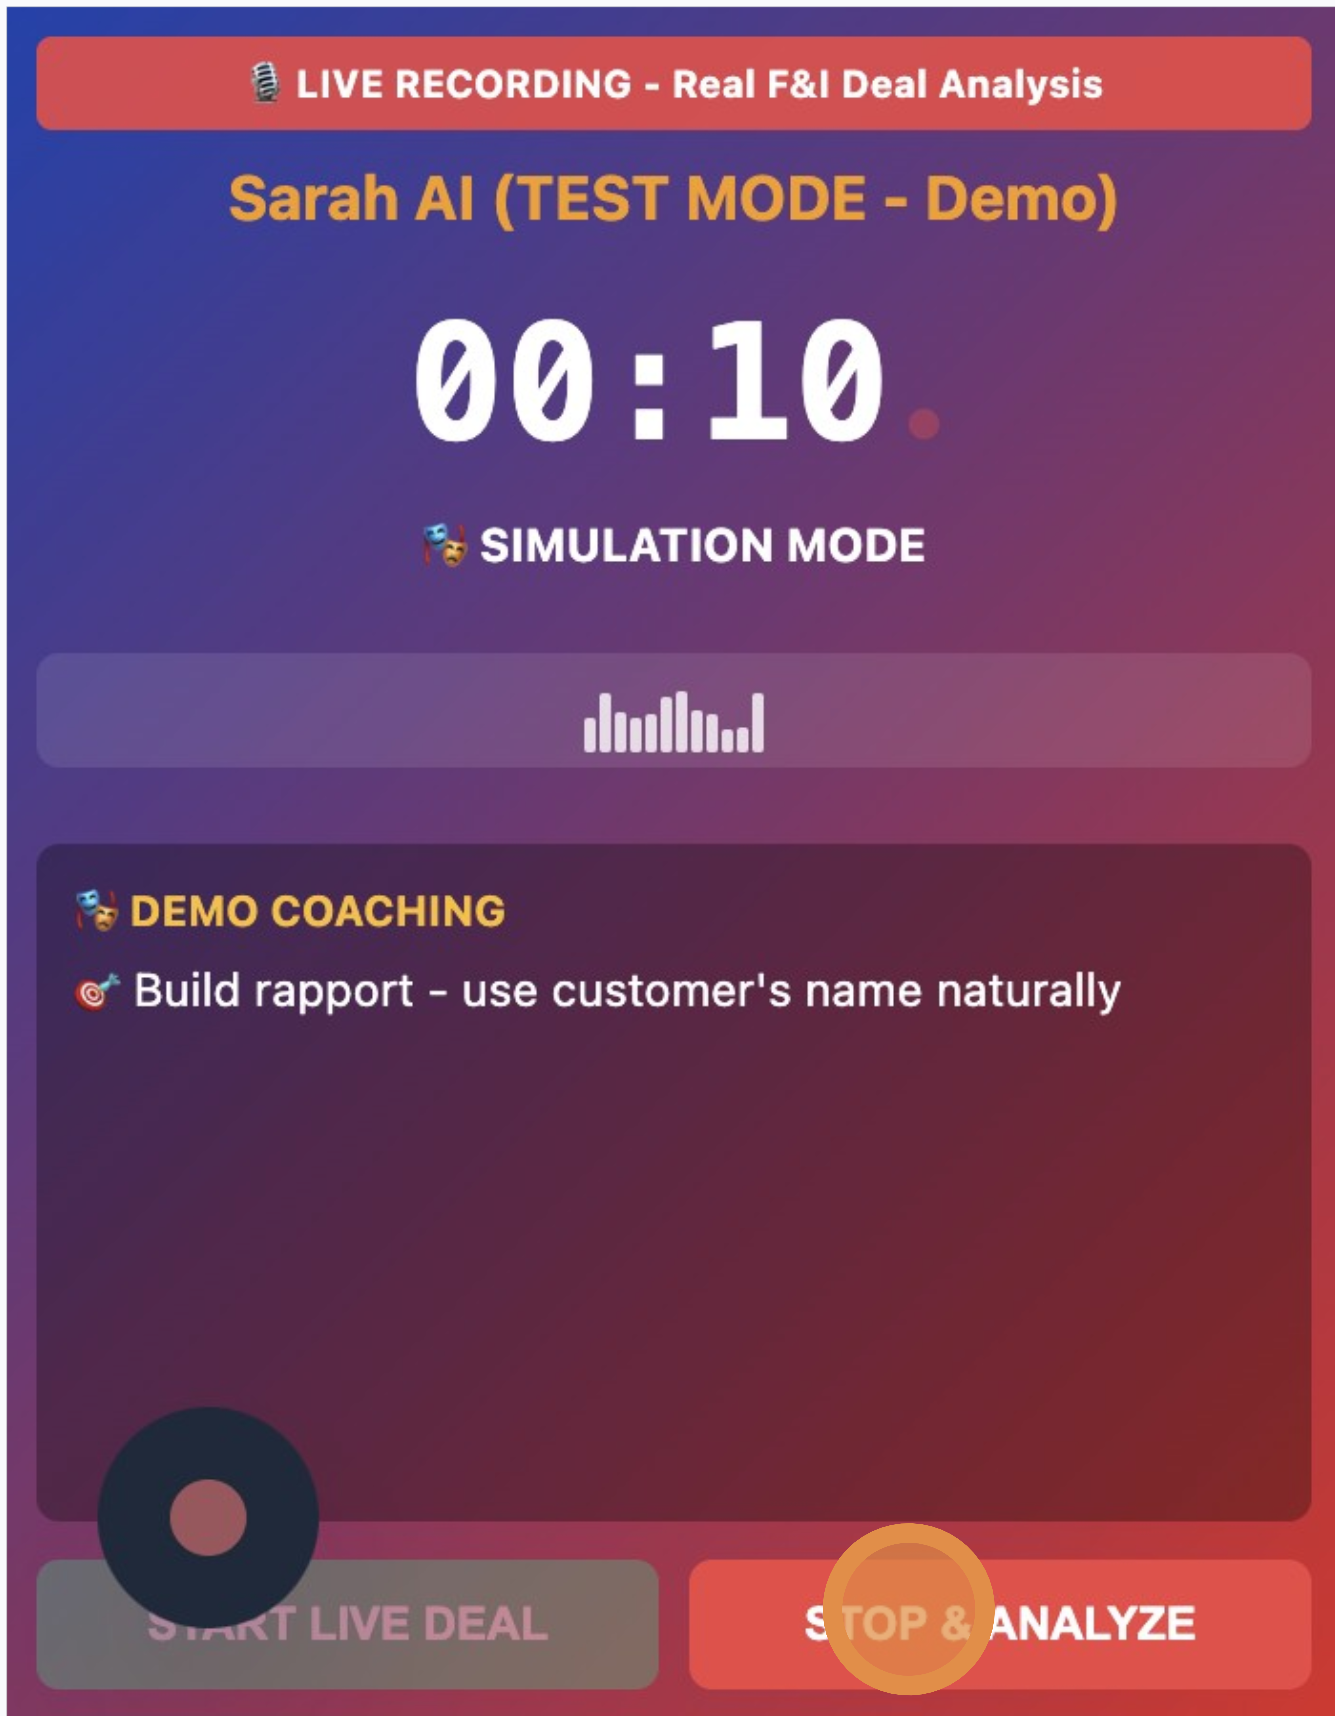 LIVE RECORDING - Real F&I Deal Analysis
Sarah AI (TEST MODE - Demo)
00:10
SIMULATION MODE
DEMO COACHING
Build rapport - use customer's name naturally
START LIVE DEAL
STOP & ANALYZE